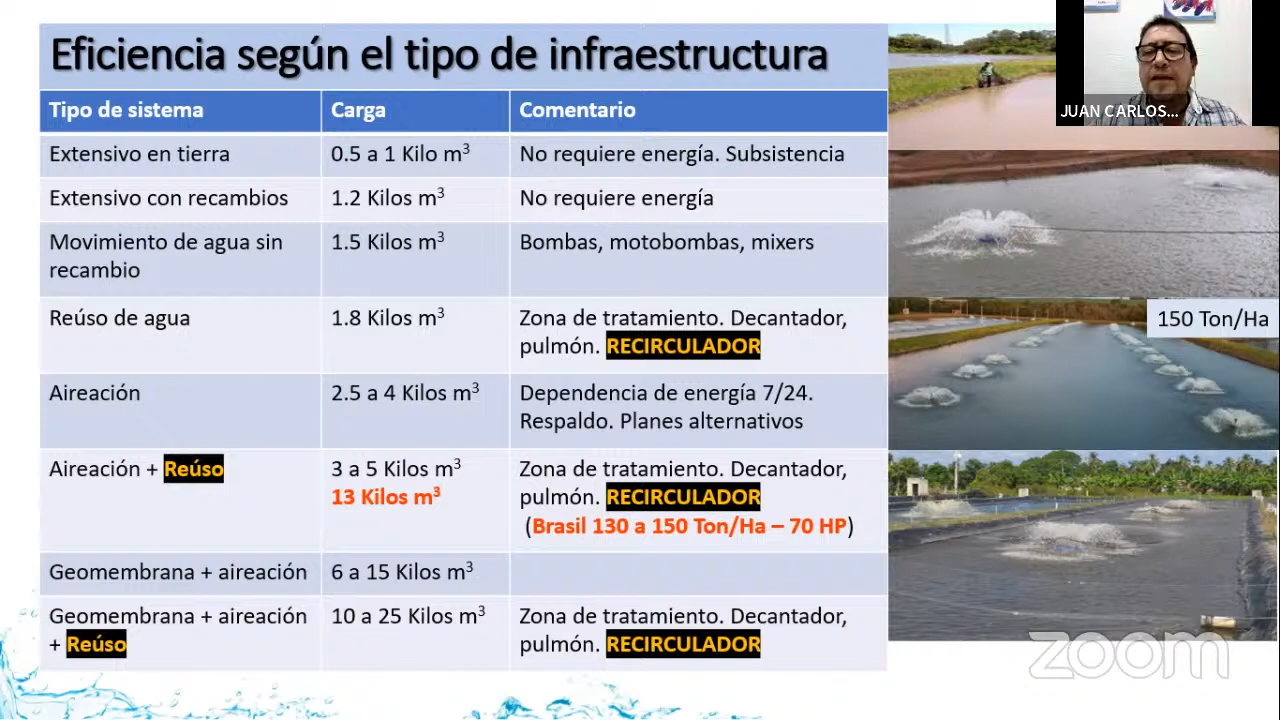 Eficiencia según el tipo de infraestructura
Tipo de sistema
Carga
Comentario
Extensivo en tierra
0.5 a 1 Kilo m³
No requiere energía. Subsistencia
Extensivo con recambios
1.2 Kilos m³
No requiere energía
Movimiento de agua sin
recambio
1.5 Kilos m³
Bombas, motobombas, mixers
Reúso de agua
1.8 Kilos m³
Zona de tratamiento. Decantador,
pulmón. RECIRCULADOR
Aireación
2.5 a 4 Kilos m³
Dependencia de energía 7/24.
Respaldo. Planes alternativos
Aireación + Reúso
3 a 5 Kilos m³
13 Kilos m³
Zona de tratamiento. Decantador,
pulmón. RECIRCULADOR
(Brasil 130 a 150 Ton/Ha – 70 HP)
Geomembrana + aireación
6 a 15 Kilos m³
Geomembrana + aireación
+ Reúso
10 a 25 Kilos m³
Zona de tratamiento. Decantador,
pulmón. RECIRCULADOR
JUAN CARLOS...
150 Ton/Ha
zoom